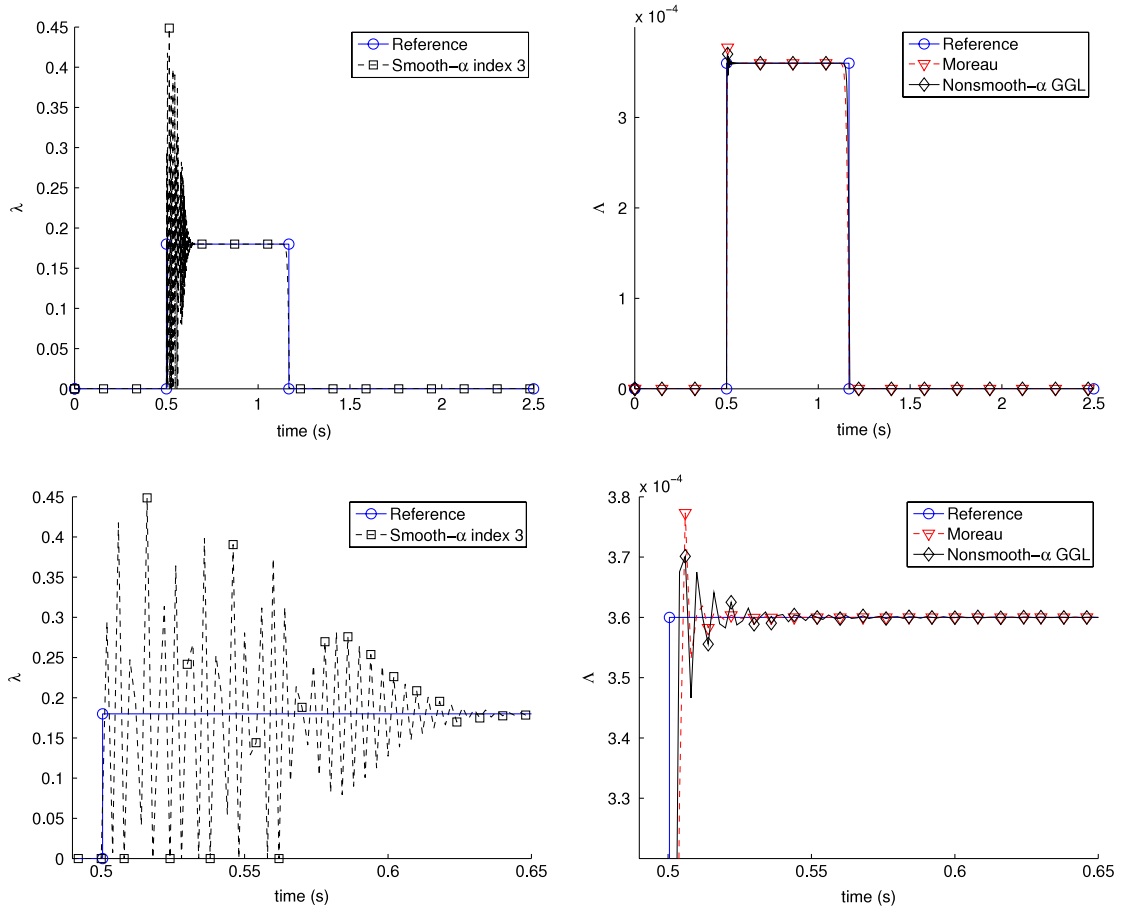 0.45
0.4
0.35
0.3
0.25
0.2
0.15
0.1
0.05
0
λ
0 0.5 1 1.5 2 2.5
time (s)
Reference
Smooth−α index 3
x 10⁻⁴
4
3
2
1
0
Λ
0 0.5 1 1.5 2 2.5
time (s)
Reference
Moreau
Nonsmooth−α GGL
0.45
0.4
0.35
0.3
0.25
0.2
0.15
0.1
0.05
0
λ
0.5 0.55 0.6 0.65
time (s)
Reference
Smooth−α index 3
x 10⁻⁴
3.8
3.7
3.6
3.5
3.4
3.3
Λ
0.5 0.55 0.6 0.65
time (s)
Reference
Moreau
Nonsmooth−α GGL